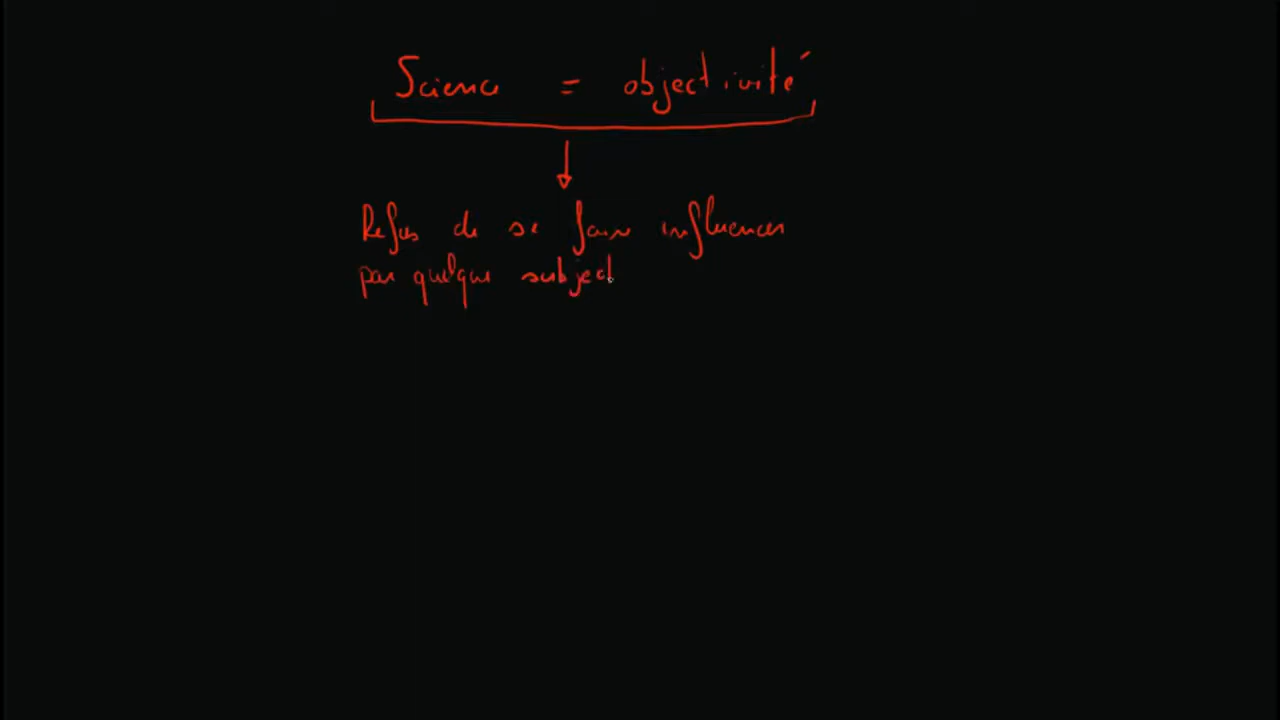 Science = objectivité
Refus de se faire influencer
par quelque subject